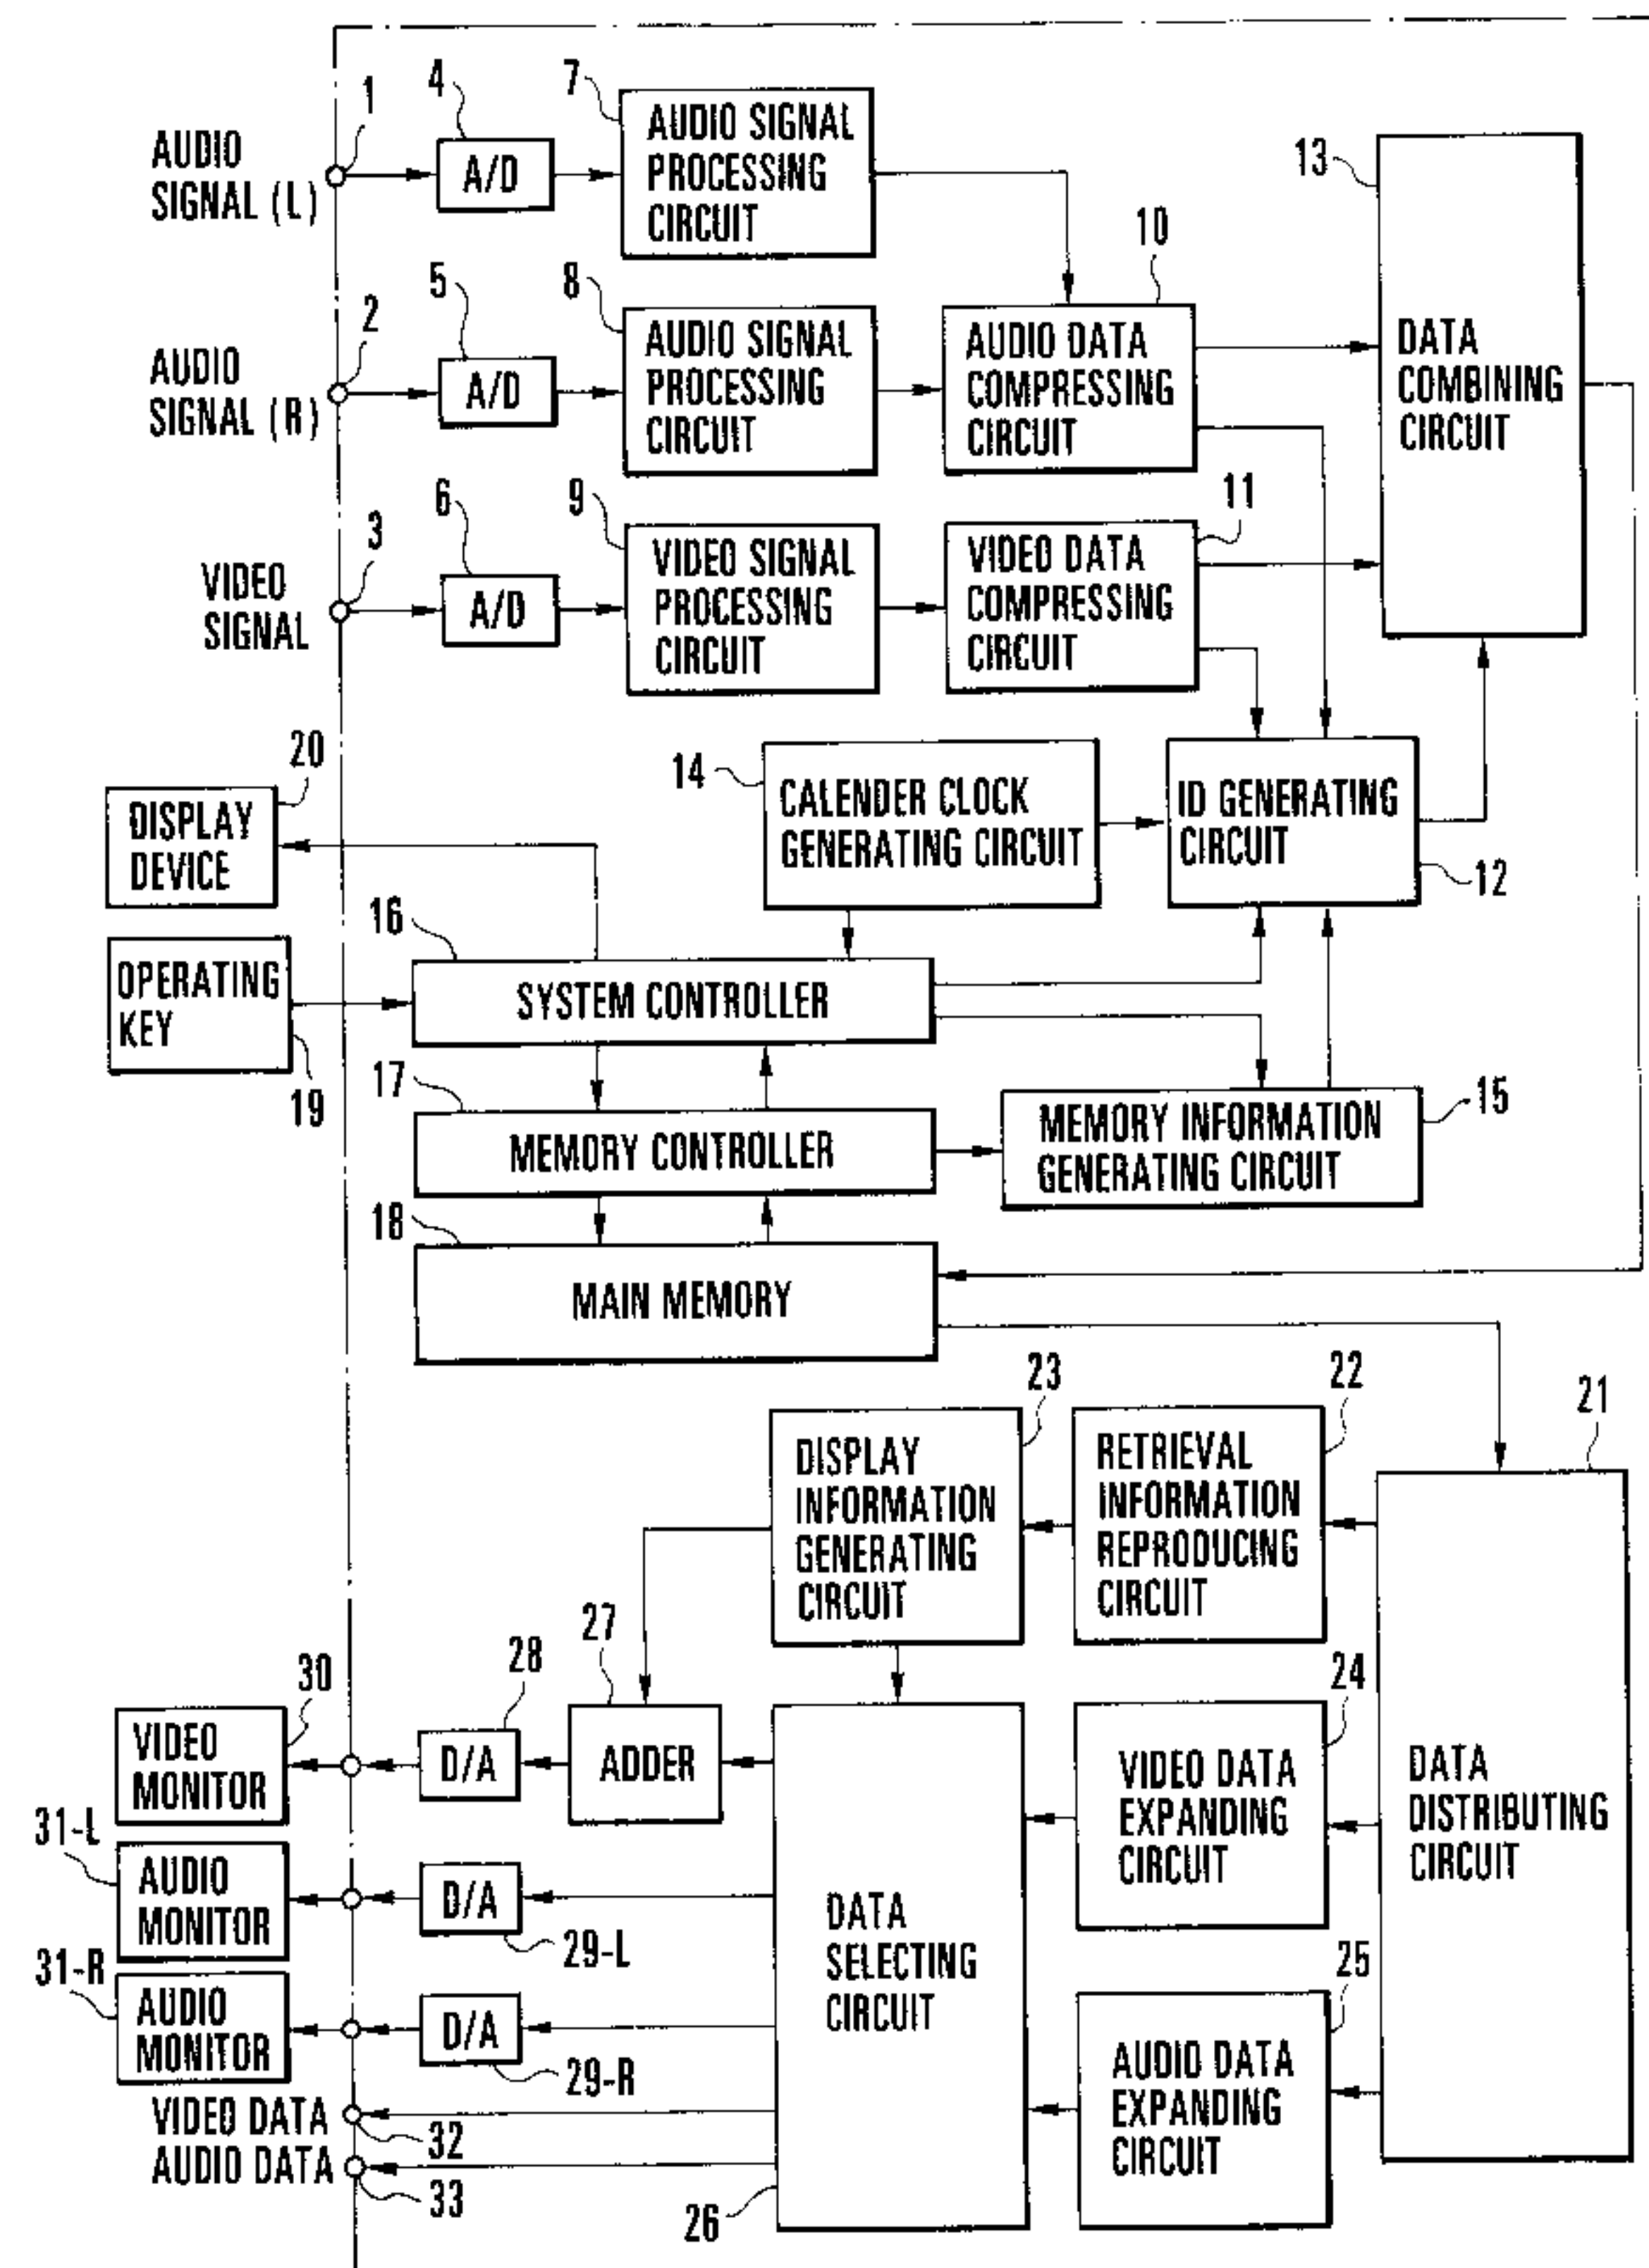 1
4
7
AUDIO
SIGNAL (L)
A/D
AUDIO SIGNAL
PROCESSING
CIRCUIT
13
2
5
8
10
AUDIO
SIGNAL (R)
A/D
AUDIO SIGNAL
PROCESSING
CIRCUIT
AUDIO DATA
COMPRESSING
CIRCUIT
DATA
COMBINING
CIRCUIT
3
6
9
11
VIDEO
SIGNAL
A/D
VIDEO SIGNAL
PROCESSING
CIRCUIT
VIDEO DATA
COMPRESSING
CIRCUIT
20
14
DISPLAY
DEVICE
CALENDER CLOCK
GENERATING CIRCUIT
ID GENERATING
CIRCUIT
12
16
OPERATING
KEY
19
SYSTEM CONTROLLER
17
MEMORY CONTROLLER
MEMORY INFORMATION
GENERATING CIRCUIT
15
18
MAIN MEMORY
23
22
21
DISPLAY
INFORMATION
GENERATING
CIRCUIT
RETRIEVAL
INFORMATION
REPRODUCING
CIRCUIT
30
28
27
24
VIDEO
MONITOR
D/A
ADDER
VIDEO DATA
EXPANDING
CIRCUIT
DATA
DISTRIBUTING
CIRCUIT
31-L
AUDIO
MONITOR
D/A
29-L
DATA
SELECTING
CIRCUIT
25
31-R
AUDIO
MONITOR
D/A
29-R
AUDIO DATA
EXPANDING
CIRCUIT
VIDEO DATA
32
AUDIO DATA
33
26